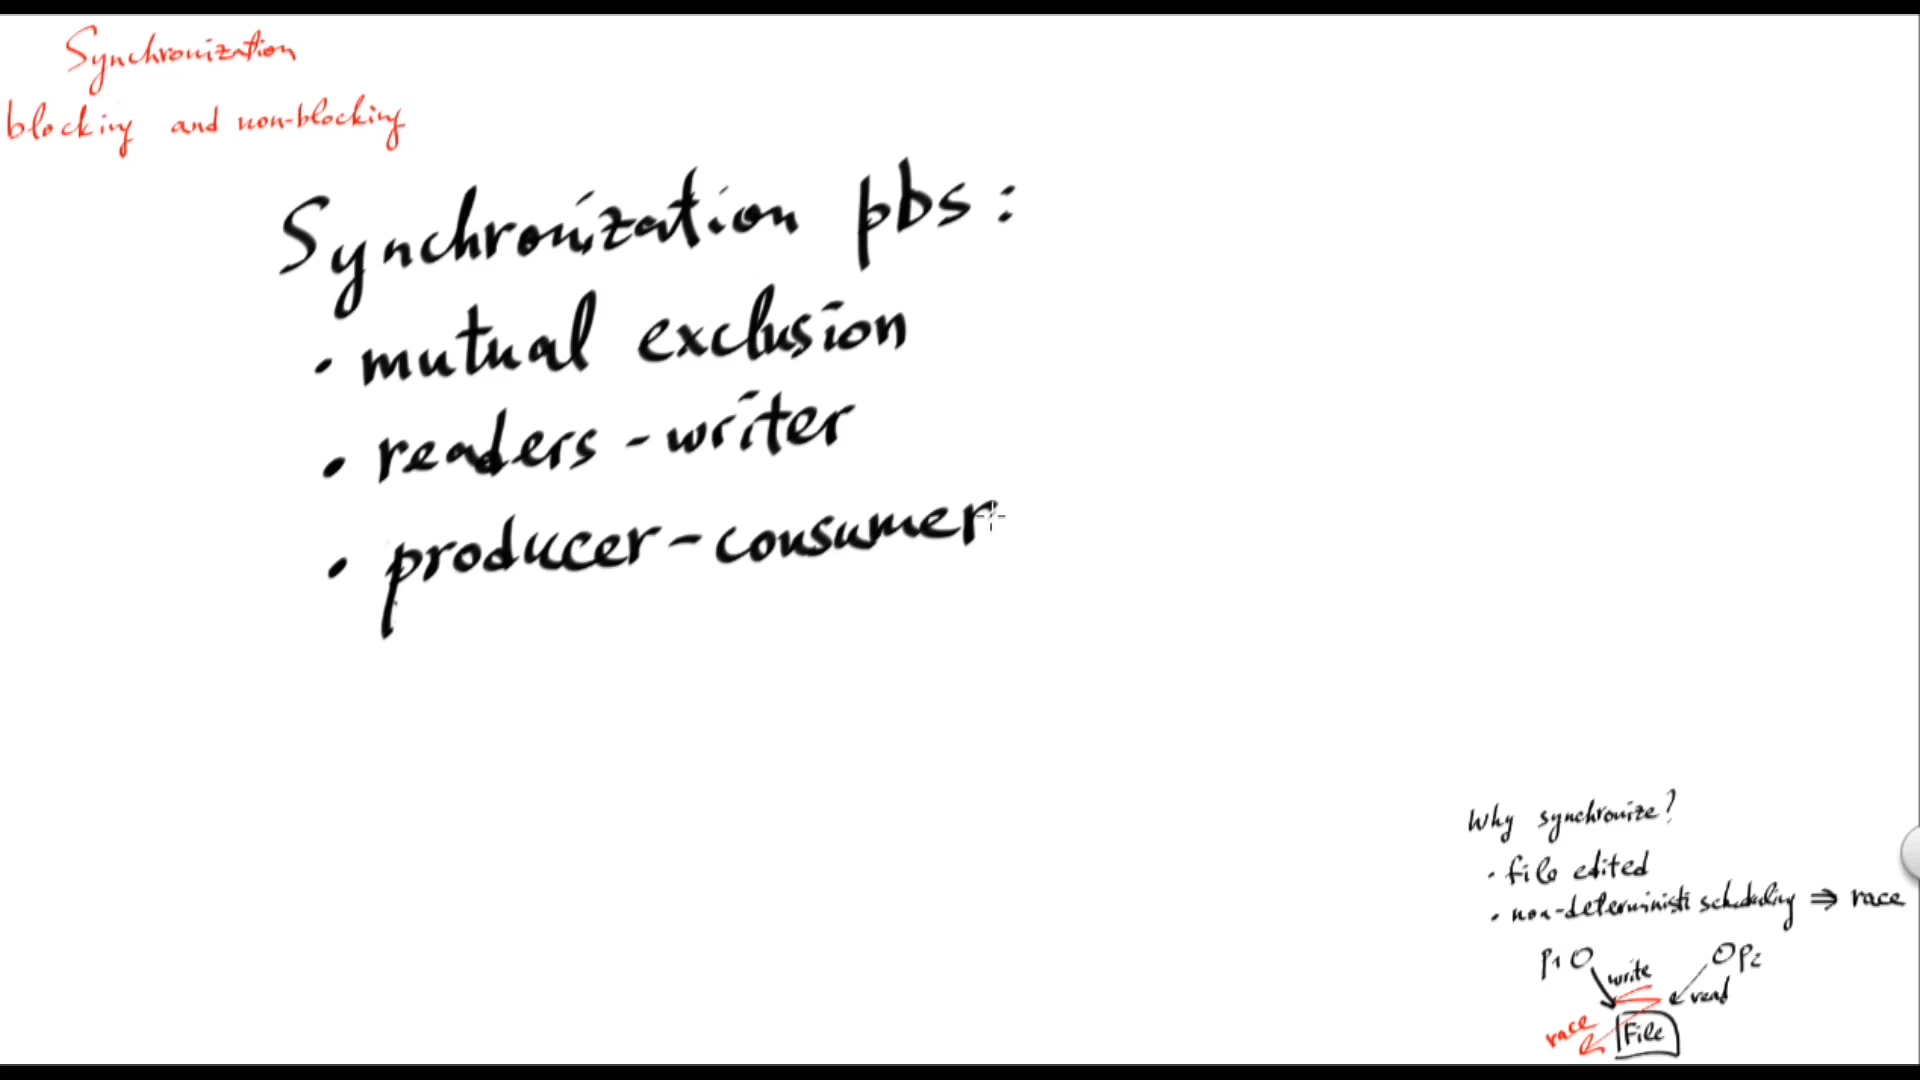 Synchronization
blocking and non-blocking
Synchronization pbs:
• mutual exclusion
• readers-writer
• producer-consumer
Why synchronize?
• file edited
• non-deterministi scheduling ⇒ race
P1 P2
write
read
race
File